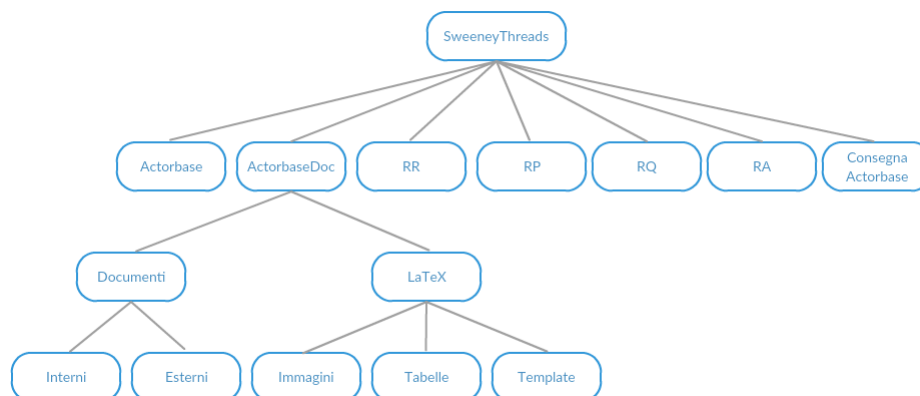 SweeneyThreads
Actorbase
ActorbaseDoc
RR
RP
RQ
RA
Consegna
Actorbase
Documenti
LaTeX
Interni
Esterni
Immagini
Tabelle
Template